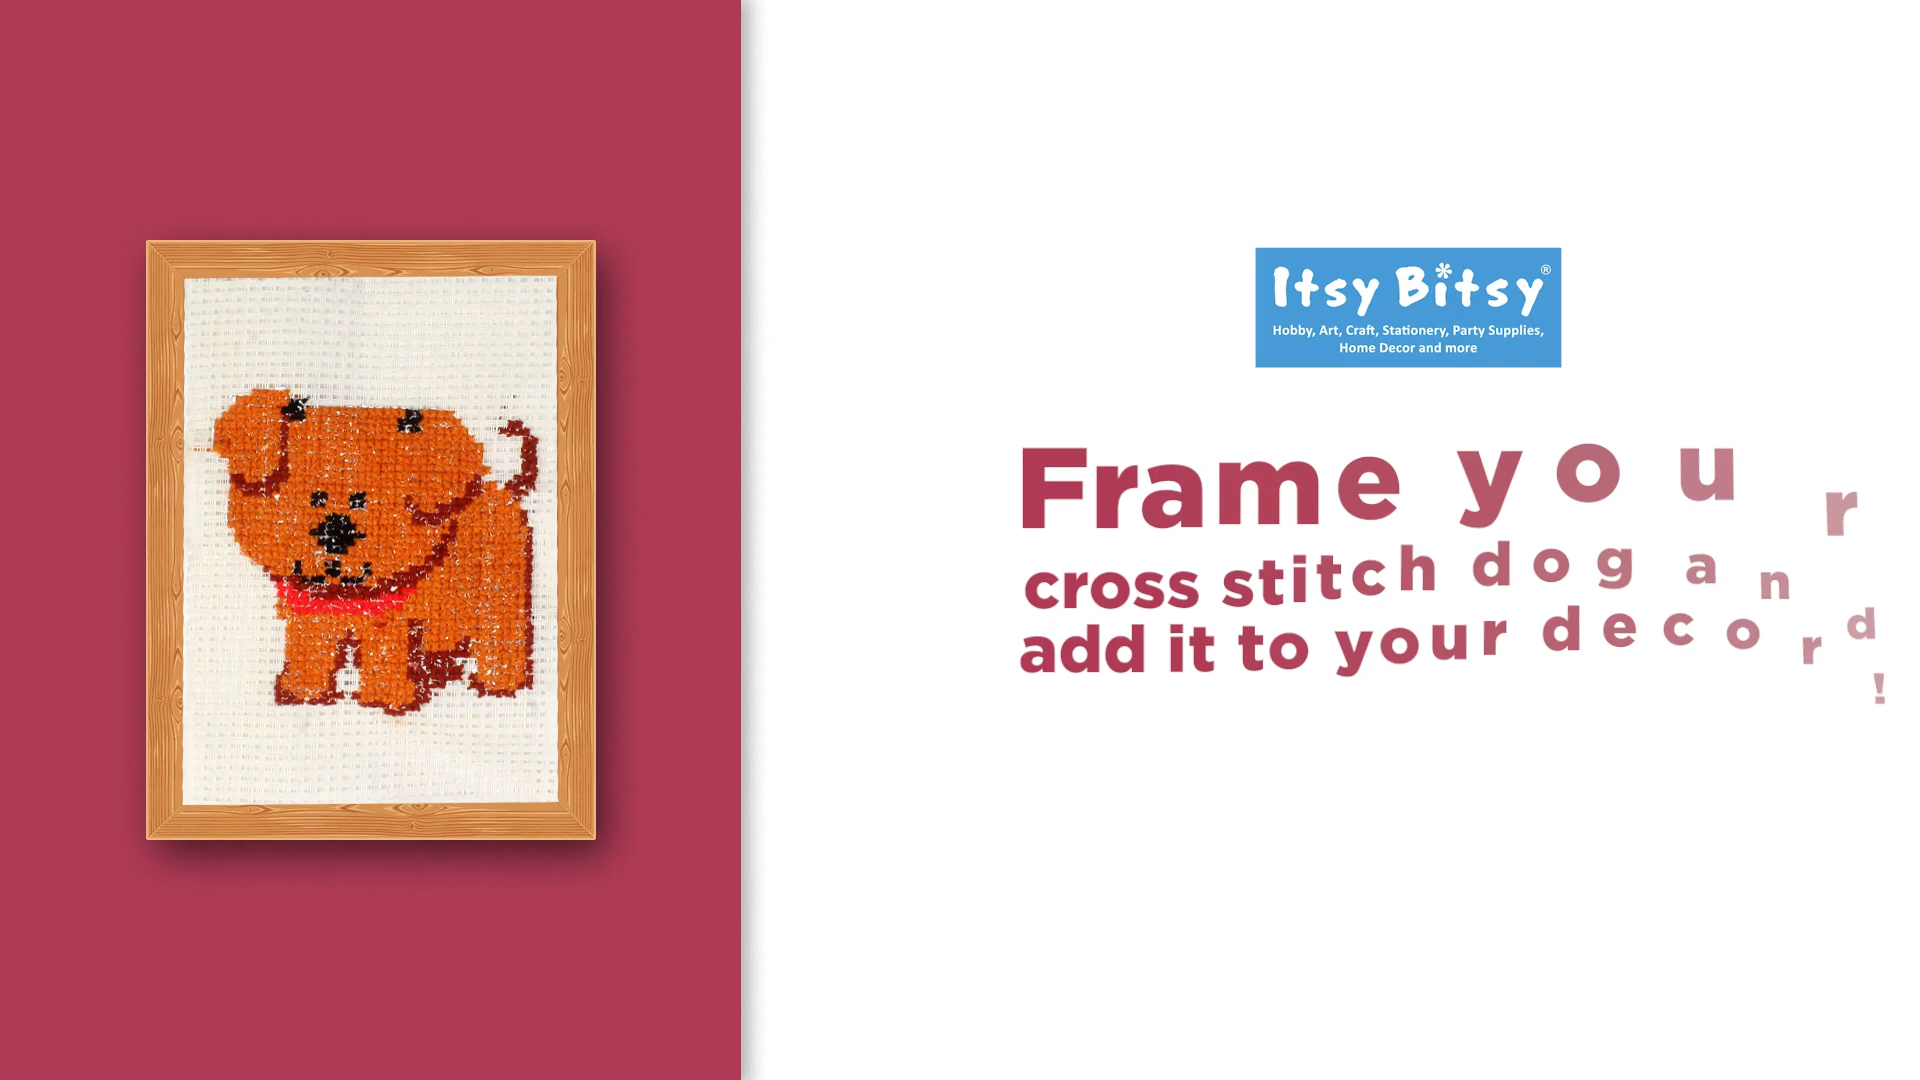 Itsy Bitsy®
Hobby, Art, Craft, Stationery, Party Supplies,
Home Decor and more
Frame your
cross stitch dog and
add it to your decor!